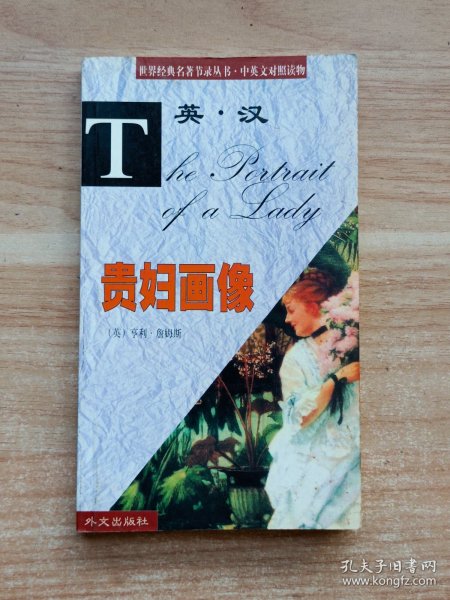 世界经典名著节录丛书·中英文对照读物
英·汉
The Portrait
of a Lady
贵妇画像
（英）亨利·詹姆斯
外文出版社
孔夫子旧书网
www.kongfz.com